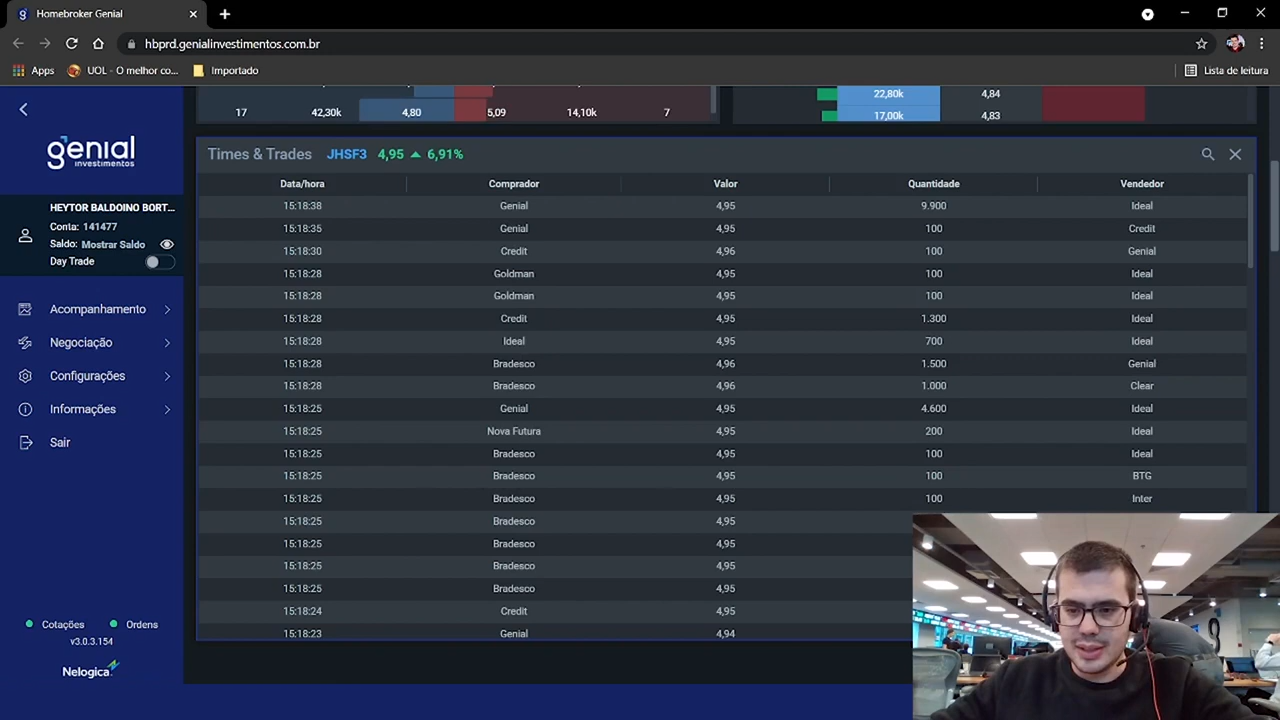 Homebroker Genial
hbprd.genialinvestimentos.com.br
Apps UOL - O melhor co... Importado Lista de leitura
17 42,30k 4,80 5,09 14,10k 7
22,80k 4,84
17,00k 4,83
genial
investimentos
HEYTOR BALDOINO BORT...
Conta: 141477
Saldo: Mostrar Saldo
Day Trade
Acompanhamento
Negociação
Configurações
Informações
Sair
Cotações Ordens
v3.0.3.154
Nelogica
Times & Trades JHSF3 4,95 6,91%
Data/hora Comprador Valor Quantidade Vendedor
15:18:38 Genial 4,95 9.900 Ideal
15:18:35 Genial 4,95 100 Credit
15:18:30 Credit 4,96 100 Genial
15:18:28 Goldman 4,95 100 Ideal
15:18:28 Goldman 4,95 100 Ideal
15:18:28 Credit 4,95 1.300 Ideal
15:18:28 Ideal 4,95 700 Ideal
15:18:28 Bradesco 4,96 1.500 Genial
15:18:28 Bradesco 4,96 1.000 Clear
15:18:25 Genial 4,95 4.600 Ideal
15:18:25 Nova Futura 4,95 200 Ideal
15:18:25 Bradesco 4,95 100 Ideal
15:18:25 Bradesco 4,95 100 BTG
15:18:25 Bradesco 4,95 100 Inter
15:18:25 Bradesco 4,95
15:18:25 Bradesco 4,95
15:18:25 Bradesco 4,95
15:18:25 Bradesco 4,95
15:18:24 Credit 4,95
15:18:23 Genial 4,94